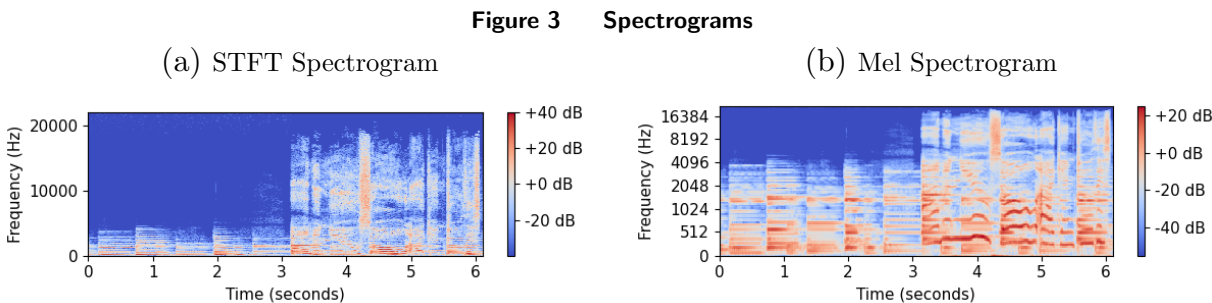 Figure 3 Spectrograms
(a) STFT Spectrogram
20000
10000
0
Frequency (Hz)
0 1 2 3 4 5 6
Time (seconds)
+40 dB
+20 dB
+0 dB
-20 dB
(b) Mel Spectrogram
16384
8192
4096
2048
1024
512
0
Frequency (Hz)
0 1 2 3 4 5 6
Time (seconds)
+20 dB
+0 dB
-20 dB
-40 dB